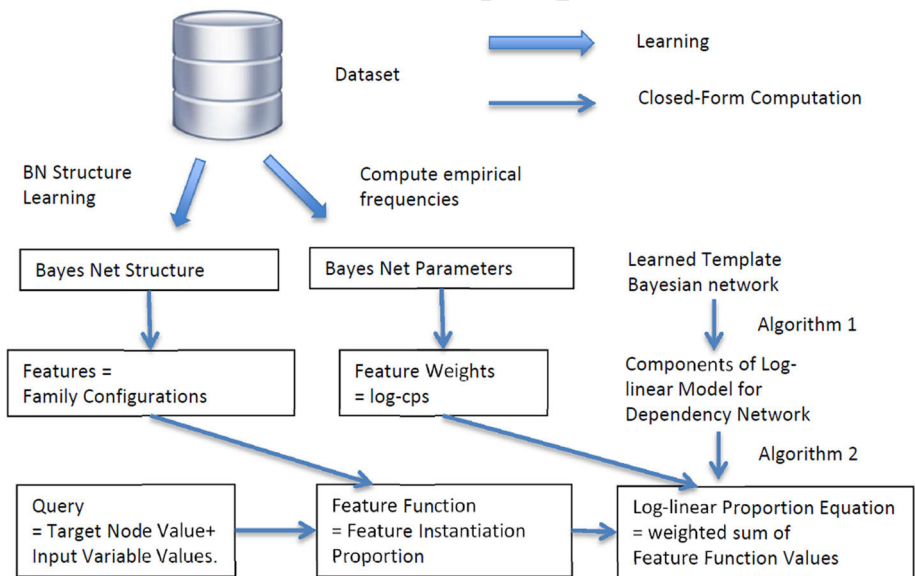 Dataset
Learning
Closed-Form Computation
BN Structure
Learning
Compute empirical
frequencies
Bayes Net Structure
Bayes Net Parameters
Learned Template
Bayesian network
Algorithm 1
Features =
Family Configurations
Feature Weights
= log-cps
Components of Log-
linear Model for
Dependency Network
Algorithm 2
Query
= Target Node Value+
Input Variable Values.
Feature Function
= Feature Instantiation
Proportion
Log-linear Proportion Equation
= weighted sum of
Feature Function Values